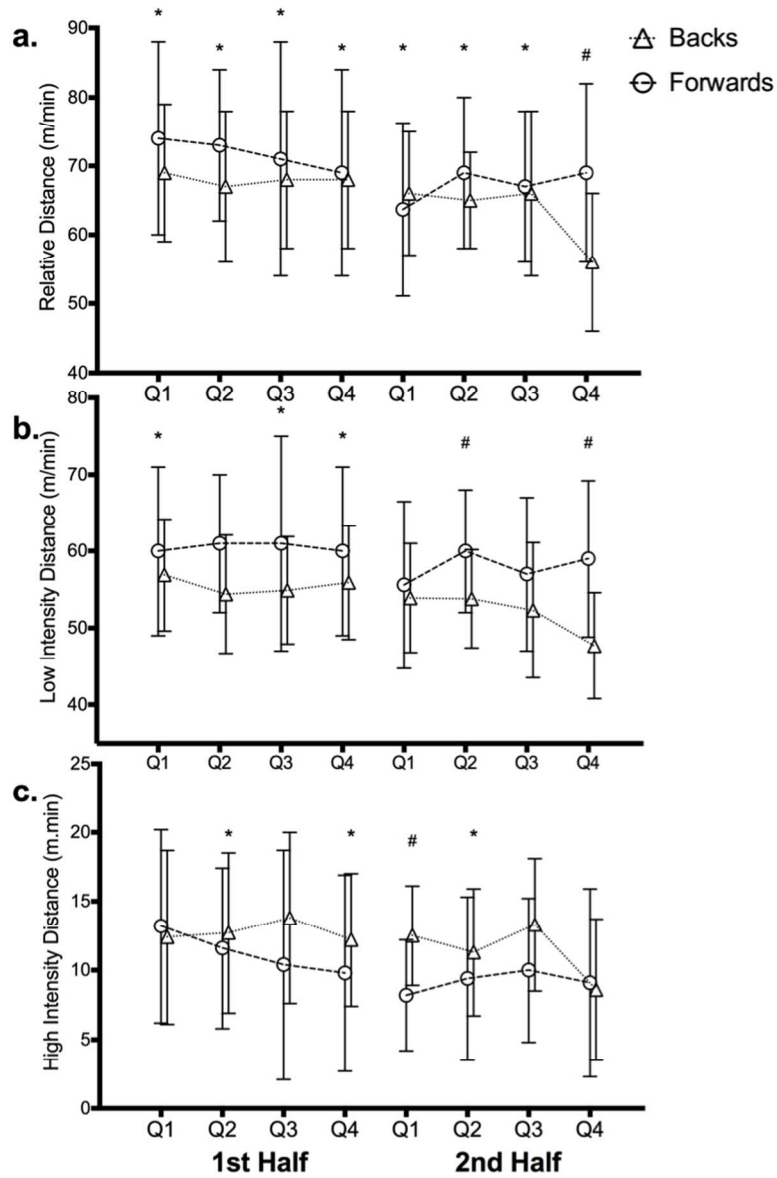 a.
Relative Distance (m/min)
90
80
70
60
50
40
* * * * * * * #
Backs
Forwards
Q1 Q2 Q3 Q4 Q1 Q2 Q3 Q4
b.
Low Intensity Distance (m/min)
80
70
60
50
40
* * * # #
Q1 Q2 Q3 Q4 Q1 Q2 Q3 Q4
c.
High Intensity Distance (m.min)
25
20
15
10
5
0
* * # *
Q1 Q2 Q3 Q4 Q1 Q2 Q3 Q4
1st Half 2nd Half